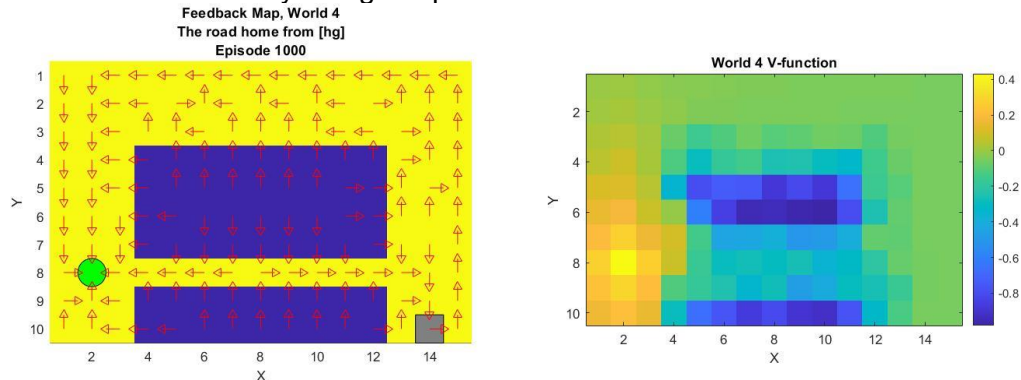 Feedback Map, World 4
The road home from [hg]
Episode 1000
1
2
3
4
5
6
7
8
9
10
Y
2 4 6 8 10 12 14
X
World 4 V-function
2
4
6
8
10
Y
2 4 6 8 10 12 14
X
0.4
0.2
0
-0.2
-0.4
-0.6
-0.8